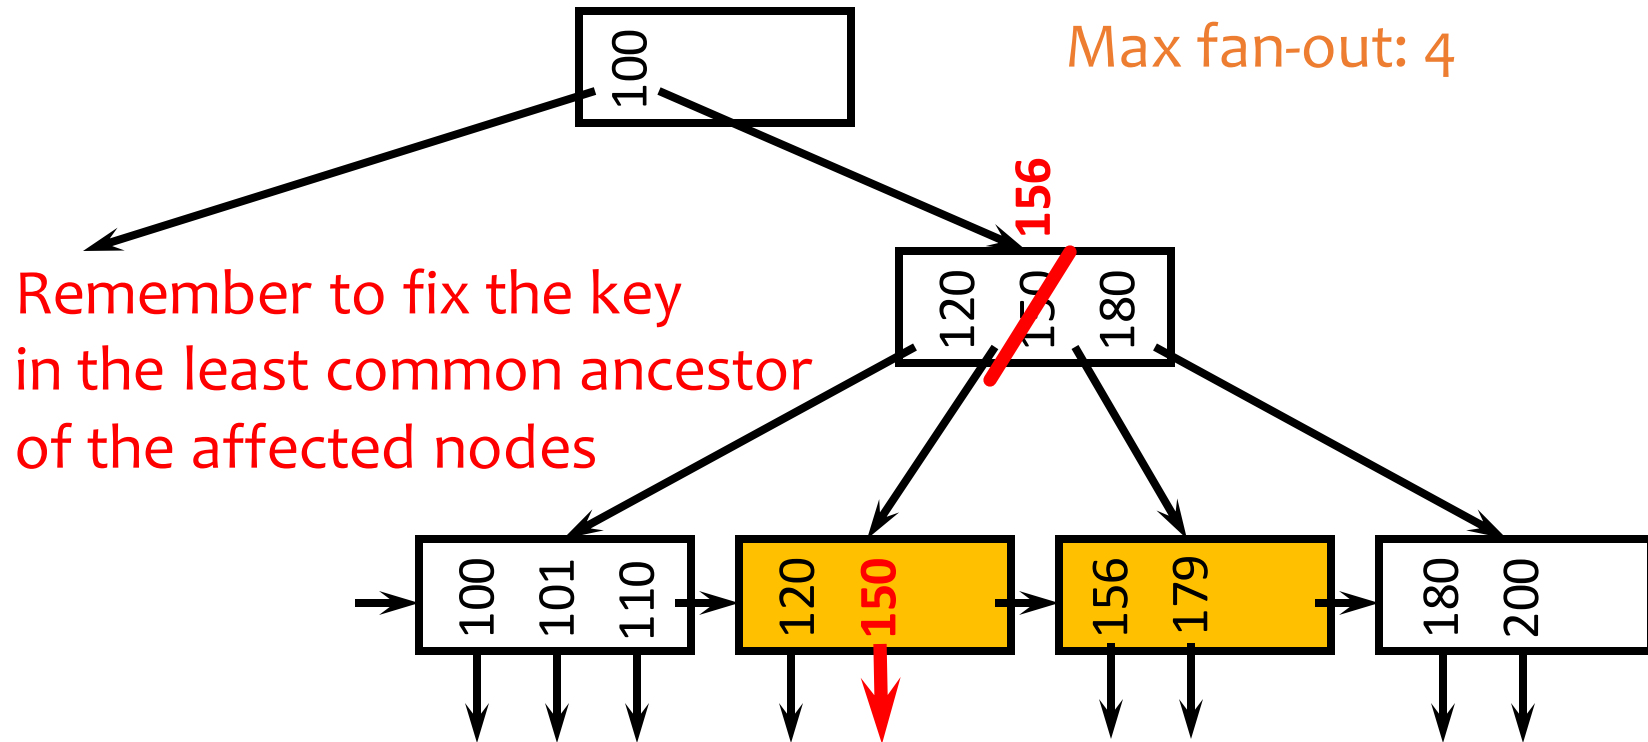 100
Max fan-out: 4
156
Remember to fix the key
in the least common ancestor
of the affected nodes
120 150 180
100 101 110
120 150
156 179
180 200